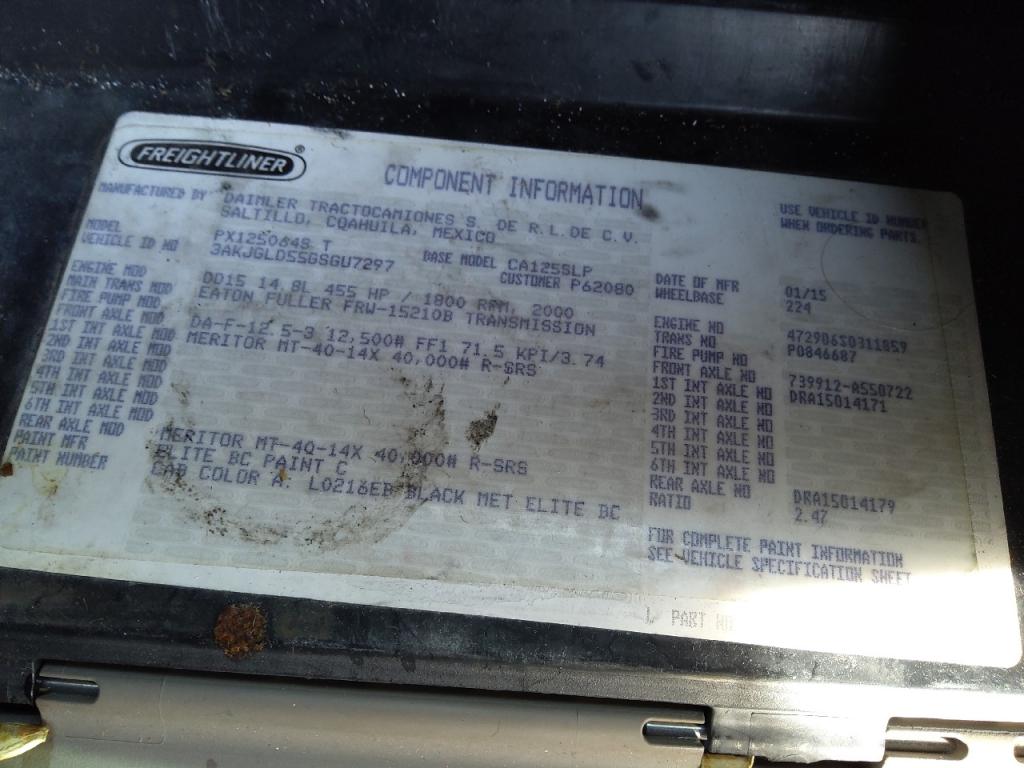 FREIGHTLINER®
COMPONENT INFORMATION
USE VEHICLE ID NUMBER
WHEN ORDERING PARTS.
MANUFACTURED BY DAIMLER TRACTOCAMIONES S. DE R.L. DE C.V.
SALTILLO, COAHUILA, MEXICO
MODEL PX125064S T BASE MODEL CA125SLP
VEHICLE ID NO 3AKJGLD55GSGU7297 CUSTOMER P62080
DATE OF MFR 01/15
WHEELBASE 224
ENGINE MOD DD15 14.8L 455 HP / 1800 RPM, 2000
MAIN TRANS MOD EATON FULLER FRW-15210B TRANSMISSION
FIRE PUMP MOD
FRONT AXLE MOD DA-F-12.5-3 12,500# FF1 71.5 KPI/3.74
1ST INT AXLE MOD MERITOR MT-40-14X 40,000# R-SRS
2ND INT AXLE MOD
3RD INT AXLE MOD
4TH INT AXLE MOD
5TH INT AXLE MOD
6TH INT AXLE MOD
REAR AXLE MOD MERITOR MT-40-14X 40,000# R-SRS
PAINT MFR ELITE BC PAINT C
PAINT NUMBER CAB COLOR A: L0216EB BLACK MET ELITE BC
ENGINE NO 472906S0311859
TRANS NO P0846687
FIRE PUMP NO
FRONT AXLE NO 739912-A550722
1ST INT AXLE NO DRA15014171
2ND INT AXLE NO
3RD INT AXLE NO
4TH INT AXLE NO
5TH INT AXLE NO
6TH INT AXLE NO
REAR AXLE NO DRA15014179
RATIO 2.47
FOR COMPLETE PAINT INFORMATION
SEE VEHICLE SPECIFICATION SHEET
PART NO